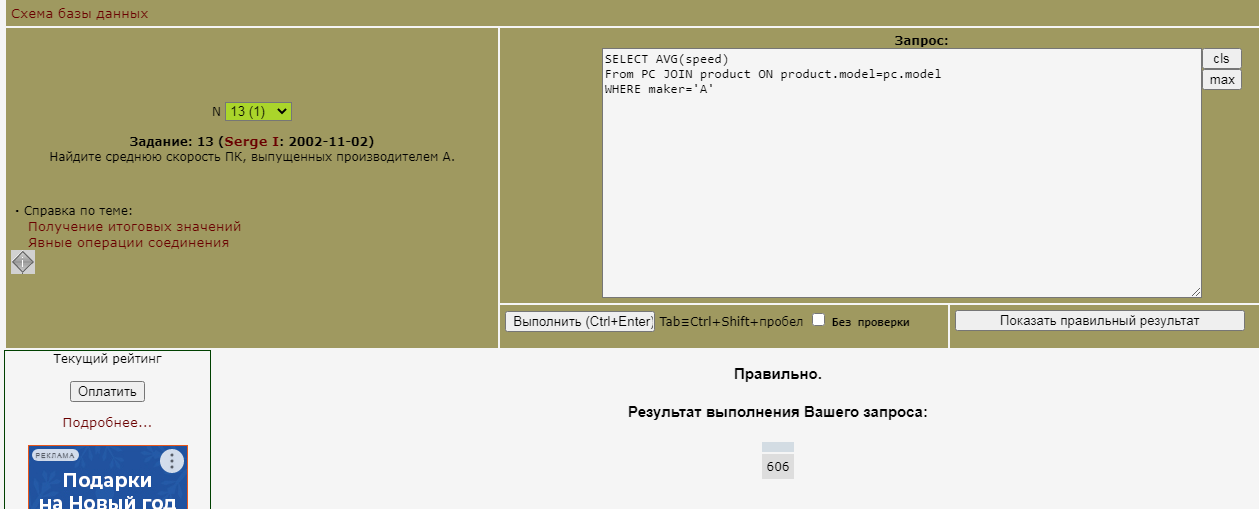 Схема базы данных
N 13 (1)
Задание: 13 (Serge I: 2002-11-02)
Найдите среднюю скорость ПК, выпущенных производителем A.
· Справка по теме:
Получение итоговых значений
Явные операции соединения
Запрос:
SELECT AVG(speed)
From PC JOIN product ON product.model=pc.model
WHERE maker='A'
cls
max
Выполнить (Ctrl+Enter) Tab≡Ctrl+Shift+пробел Без проверки
Показать правильный результат
Текущий рейтинг
Оплатить
Подробнее...
РЕКЛАМА
Подарки
на Новый год
Правильно.
Результат выполнения Вашего запроса:
606